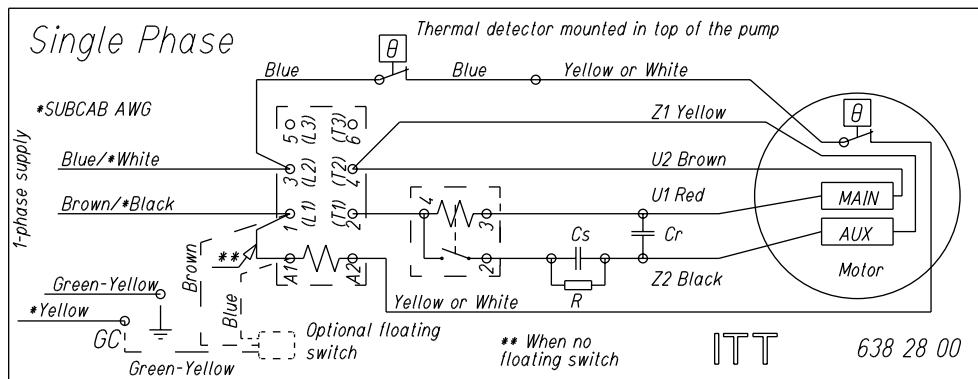 Single Phase
Thermal detector mounted in top of the pump
θ
Blue
Blue
Yellow or White
*SUBCAB AWG
θ
5 (L3) (T3) 6
Z1 Yellow
1-phase supply
Blue/*White
3 (L2) (T2) 4
U2 Brown
Brown/*Black
1 (L1) (T1) 2
4
3
U1 Red
MAIN
**
Cs
Cr
AUX
Brown
A1
A2
2
Z2 Black
Motor
Green-Yellow
Blue
R
Yellow or White
*Yellow
GC
Optional floating
switch
Green-Yellow
** When no
floating switch
ITT
638 28 00